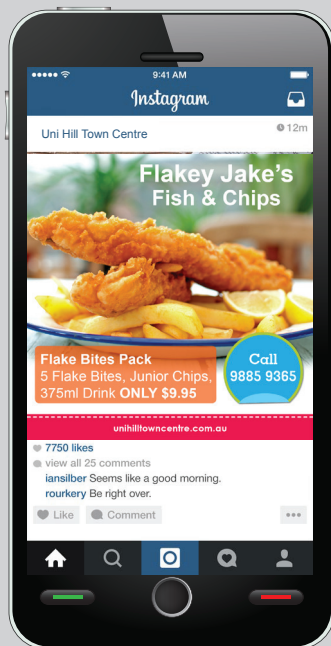 9:41 AM
Instagram
Uni Hill Town Centre
12m
Flakey Jake's
Fish & Chips
Flake Bites Pack
5 Flake Bites, Junior Chips,
375ml Drink ONLY $9.95
Call
9885 9365
unihilltowncentre.com.au
7750 likes
view all 25 comments
iansilber Seems like a good morning.
rourkery Be right over.
Like
Comment